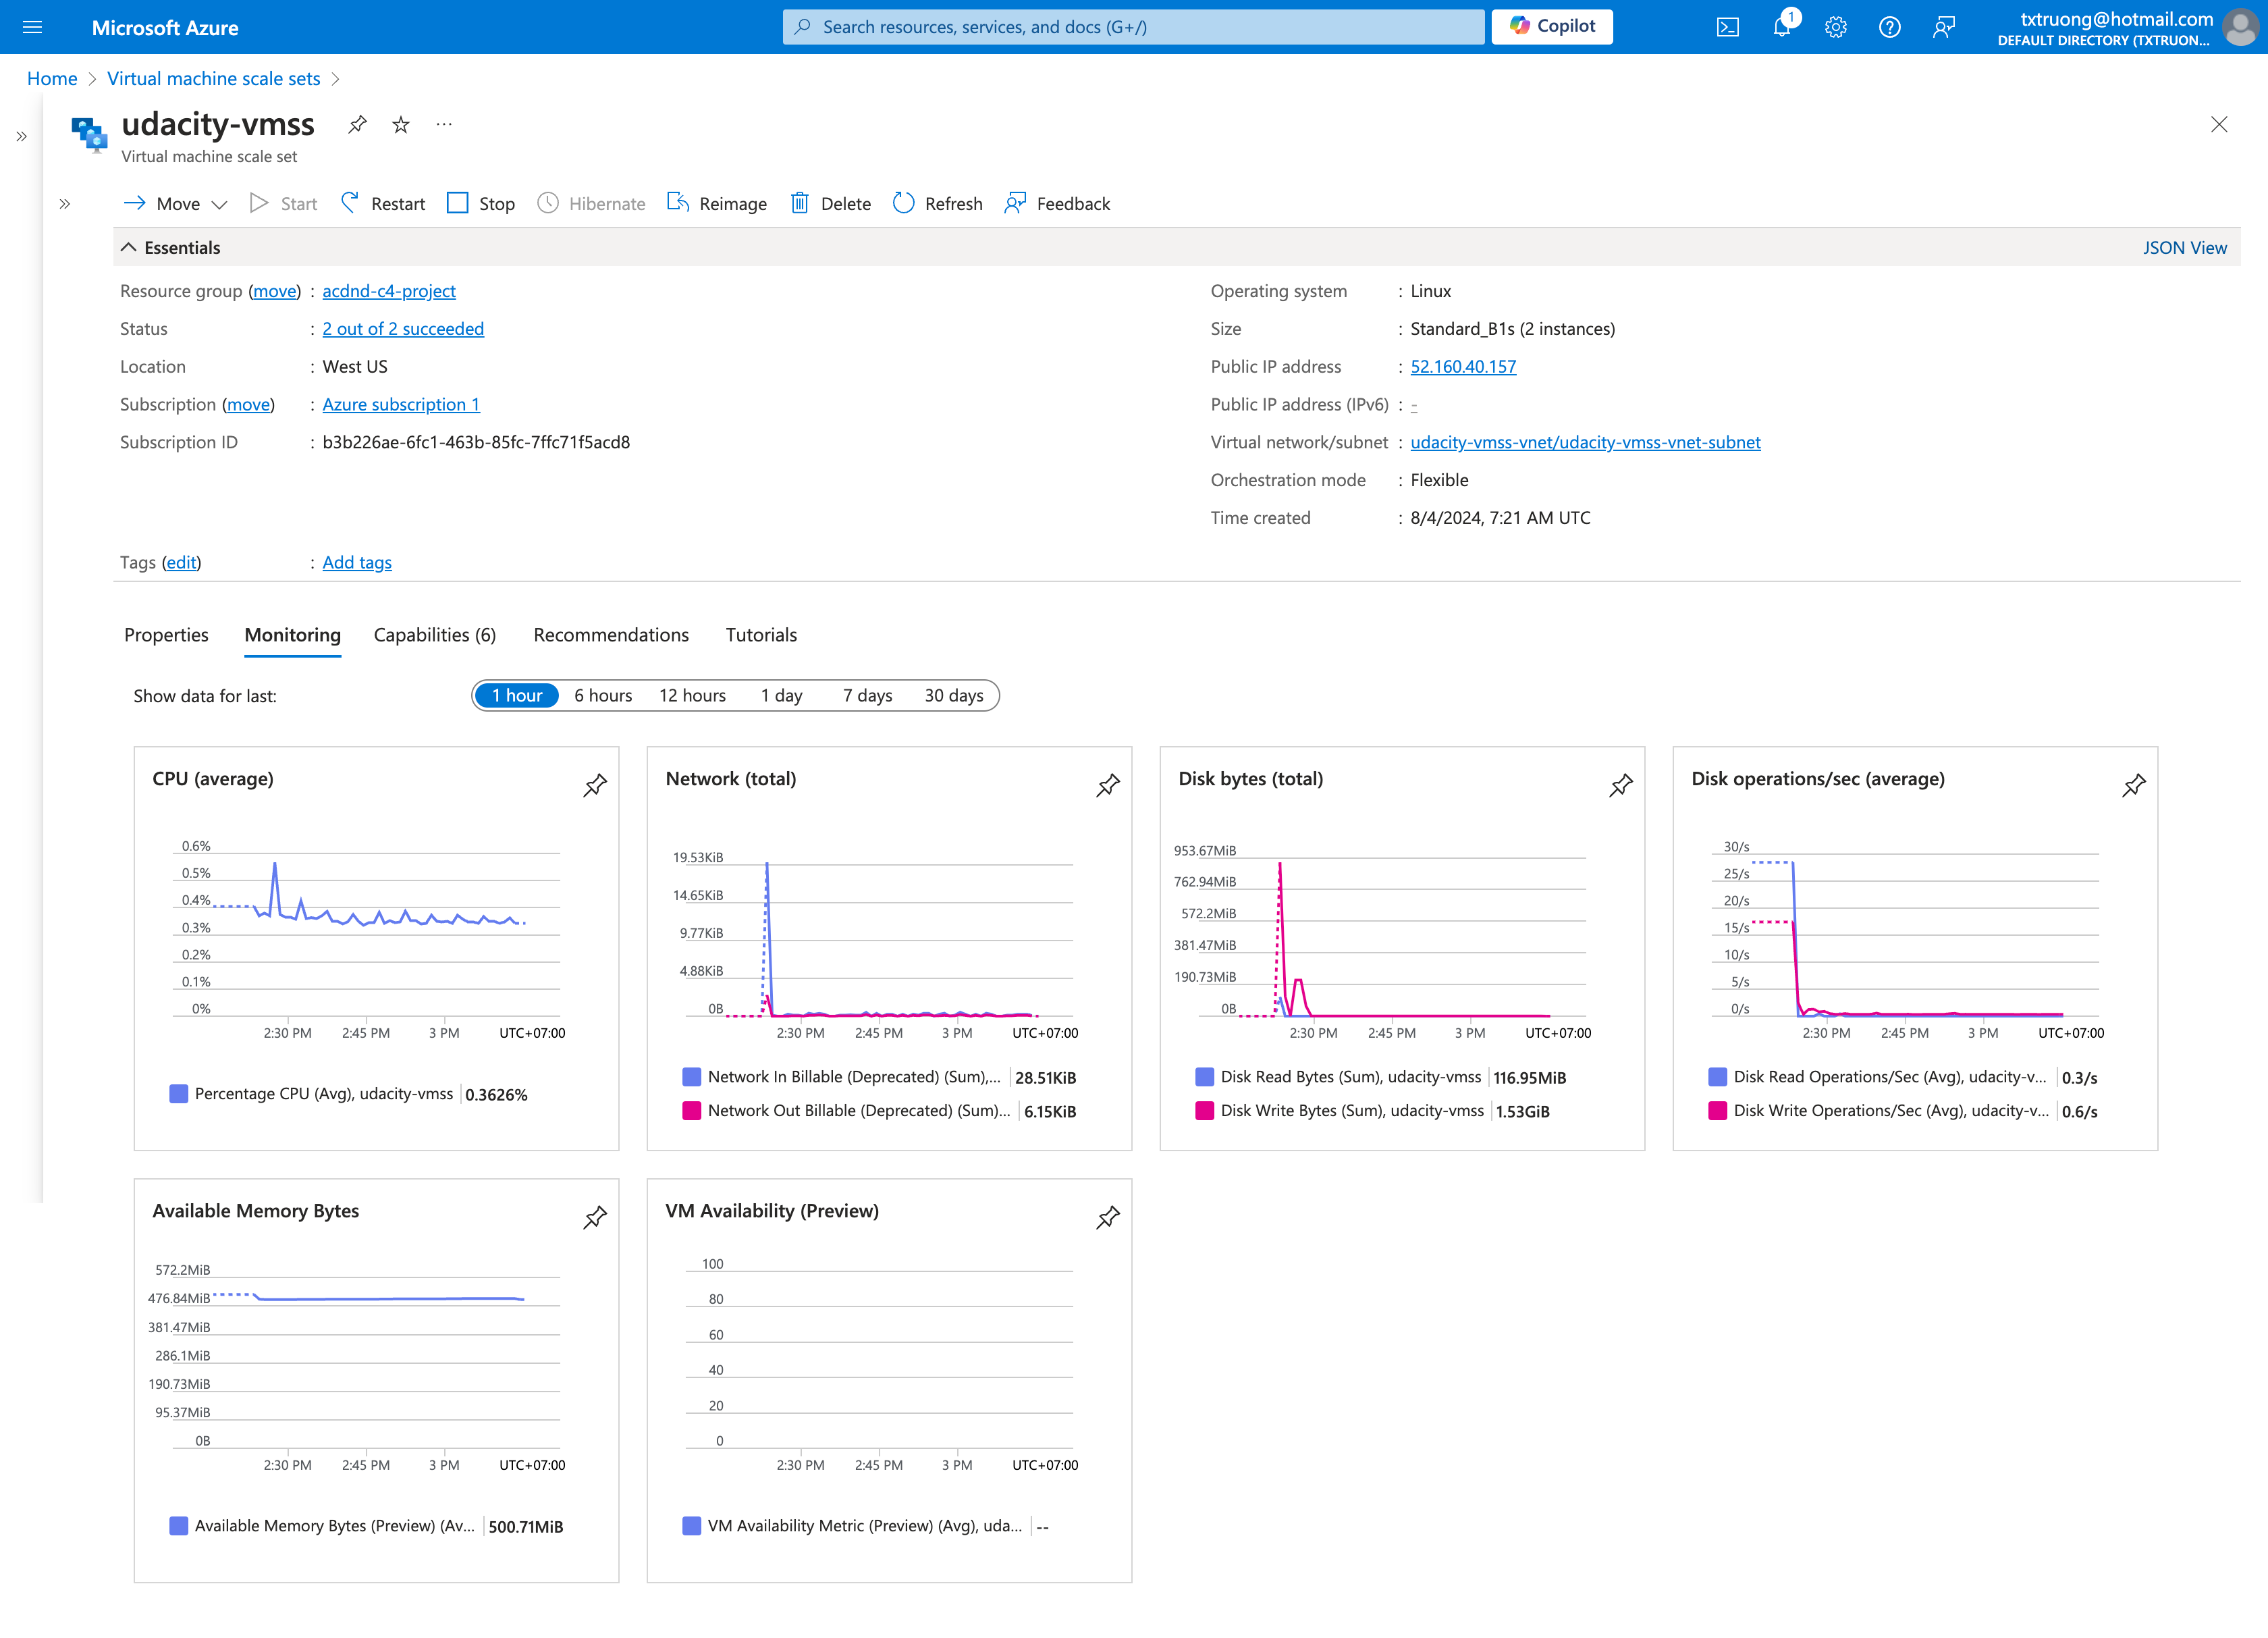 Microsoft Azure
Search resources, services, and docs (G+/)
Copilot
1
txtruong@hotmail.com
DEFAULT DIRECTORY (TXTRUON...
Home > Virtual machine scale sets >
udacity-vmss
Virtual machine scale set
Move
Start
Restart
Stop
Hibernate
Reimage
Delete
Refresh
Feedback
Essentials
JSON View
Resource group (move) : acdnd-c4-project
Status : 2 out of 2 succeeded
Location : West US
Subscription (move) : Azure subscription 1
Subscription ID : b3b226ae-6fc1-463b-85fc-7ffc71f5acd8
Operating system : Linux
Size : Standard_B1s (2 instances)
Public IP address : 52.160.40.157
Public IP address (IPv6) : -
Virtual network/subnet : udacity-vmss-vnet/udacity-vmss-vnet-subnet
Orchestration mode : Flexible
Time created : 8/4/2024, 7:21 AM UTC
Tags (edit) : Add tags
Properties
Monitoring
Capabilities (6)
Recommendations
Tutorials
Show data for last:
1 hour
6 hours
12 hours
1 day
7 days
30 days
CPU (average)
0.6%
0.5%
0.4%
0.3%
0.2%
0.1%
0%
2:30 PM 2:45 PM 3 PM UTC+07:00
Percentage CPU (Avg), udacity-vmss 0.3626%
Network (total)
19.53KiB
14.65KiB
9.77KiB
4.88KiB
0B
2:30 PM 2:45 PM 3 PM UTC+07:00
Network In Billable (Deprecated) (Sum),... 28.51KiB
Network Out Billable (Deprecated) (Sum)... 6.15KiB
Disk bytes (total)
953.67MiB
762.94MiB
572.2MiB
381.47MiB
190.73MiB
0B
2:30 PM 2:45 PM 3 PM UTC+07:00
Disk Read Bytes (Sum), udacity-vmss 116.95MiB
Disk Write Bytes (Sum), udacity-vmss 1.53GiB
Disk operations/sec (average)
30/s
25/s
20/s
15/s
10/s
5/s
0/s
2:30 PM 2:45 PM 3 PM UTC+07:00
Disk Read Operations/Sec (Avg), udacity-v... 0.3/s
Disk Write Operations/Sec (Avg), udacity-v... 0.6/s
Available Memory Bytes
572.2MiB
476.84MiB
381.47MiB
286.1MiB
190.73MiB
95.37MiB
0B
2:30 PM 2:45 PM 3 PM UTC+07:00
Available Memory Bytes (Preview) (Av... 500.71MiB
VM Availability (Preview)
100
80
60
40
20
0
2:30 PM 2:45 PM 3 PM UTC+07:00
VM Availability Metric (Preview) (Avg), uda... --